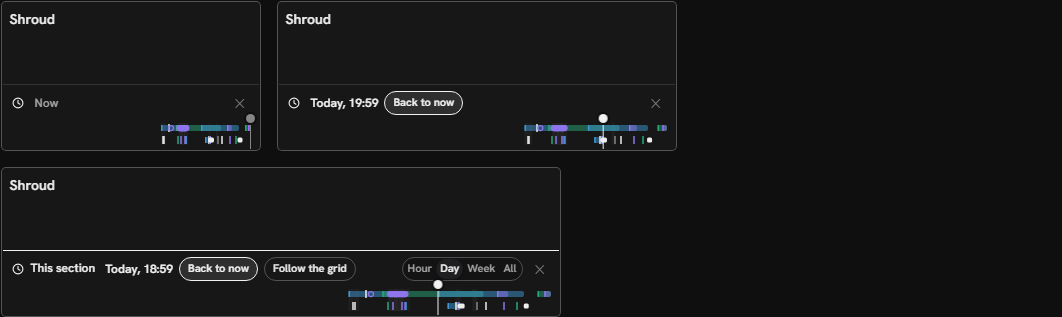 Shroud
Now
Shroud
Today, 19:59 Back to now
Shroud
This section Today, 18:59 Back to now Follow the grid Hour Day Week All